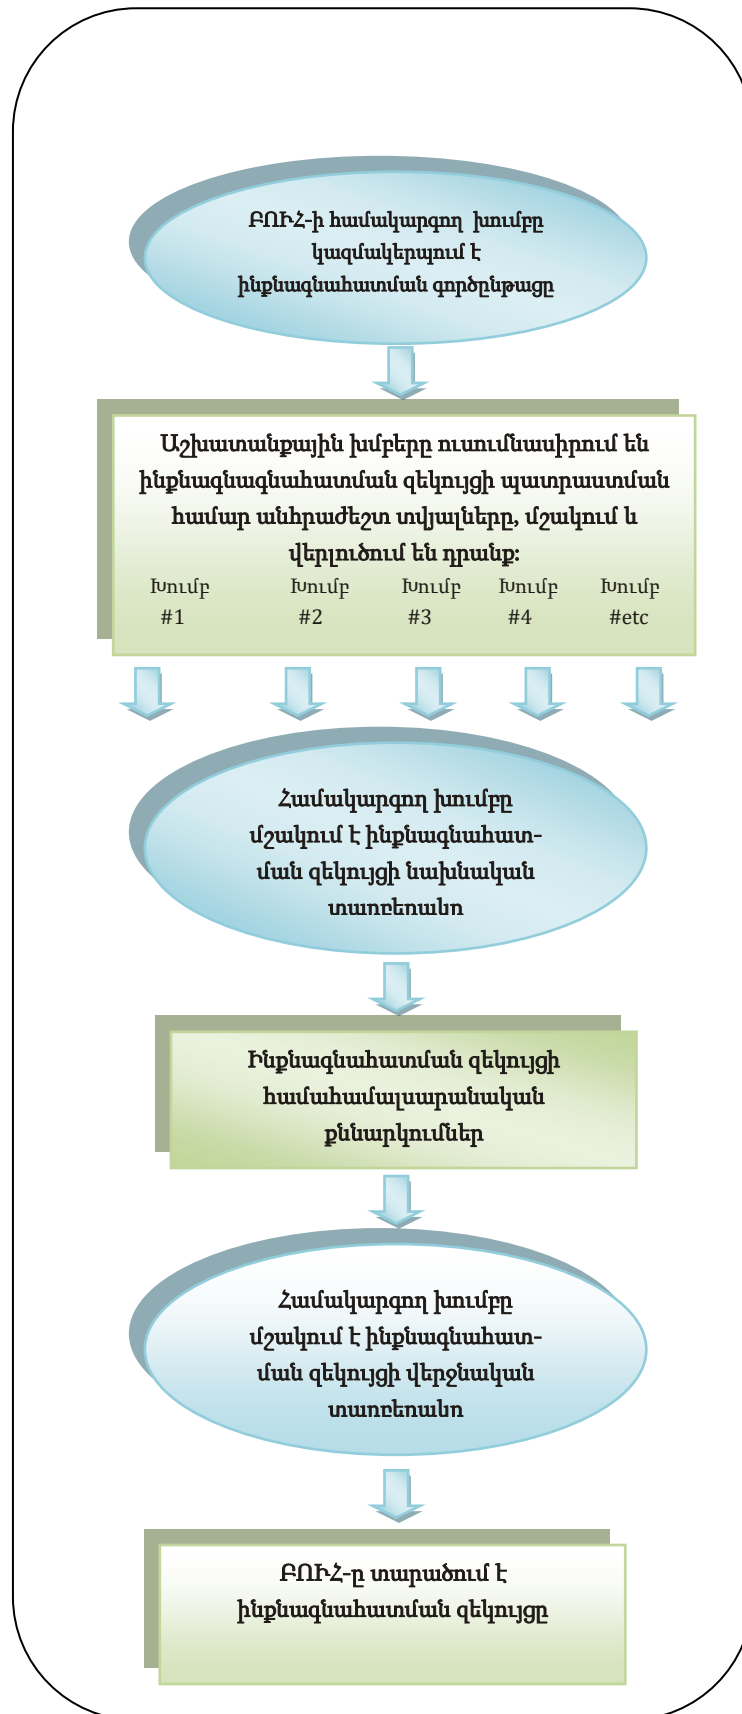 ԲՈՒՀ-ի համակարգող խումբը
կազմակերպում է
ինքնագնահատման գործընթացը
Աշխատանքային խմբերը ուսումնասիրում են
ինքնագնագնահատման զեկույցի պատրաստման
համար անհրաժեշտ տվյալները, մշակում և
վերլուծում են դրանք:
Խումբ Խումբ Խումբ Խումբ Խումբ
#1 #2 #3 #4 #etc
Համակարգող խումբը
մշակում է ինքնագնահատ-
ման զեկույցի նախնական
տարբերակը
Ինքնագնահատման զեկույցի
համահամալսարանական
քննարկումներ
Համակարգող խումբը
մշակում է ինքնագնահատ-
ման զեկույցի վերջնական
տարբերակը
ԲՈՒՀ-ը տարածում է
ինքնագնահատման զեկույցը